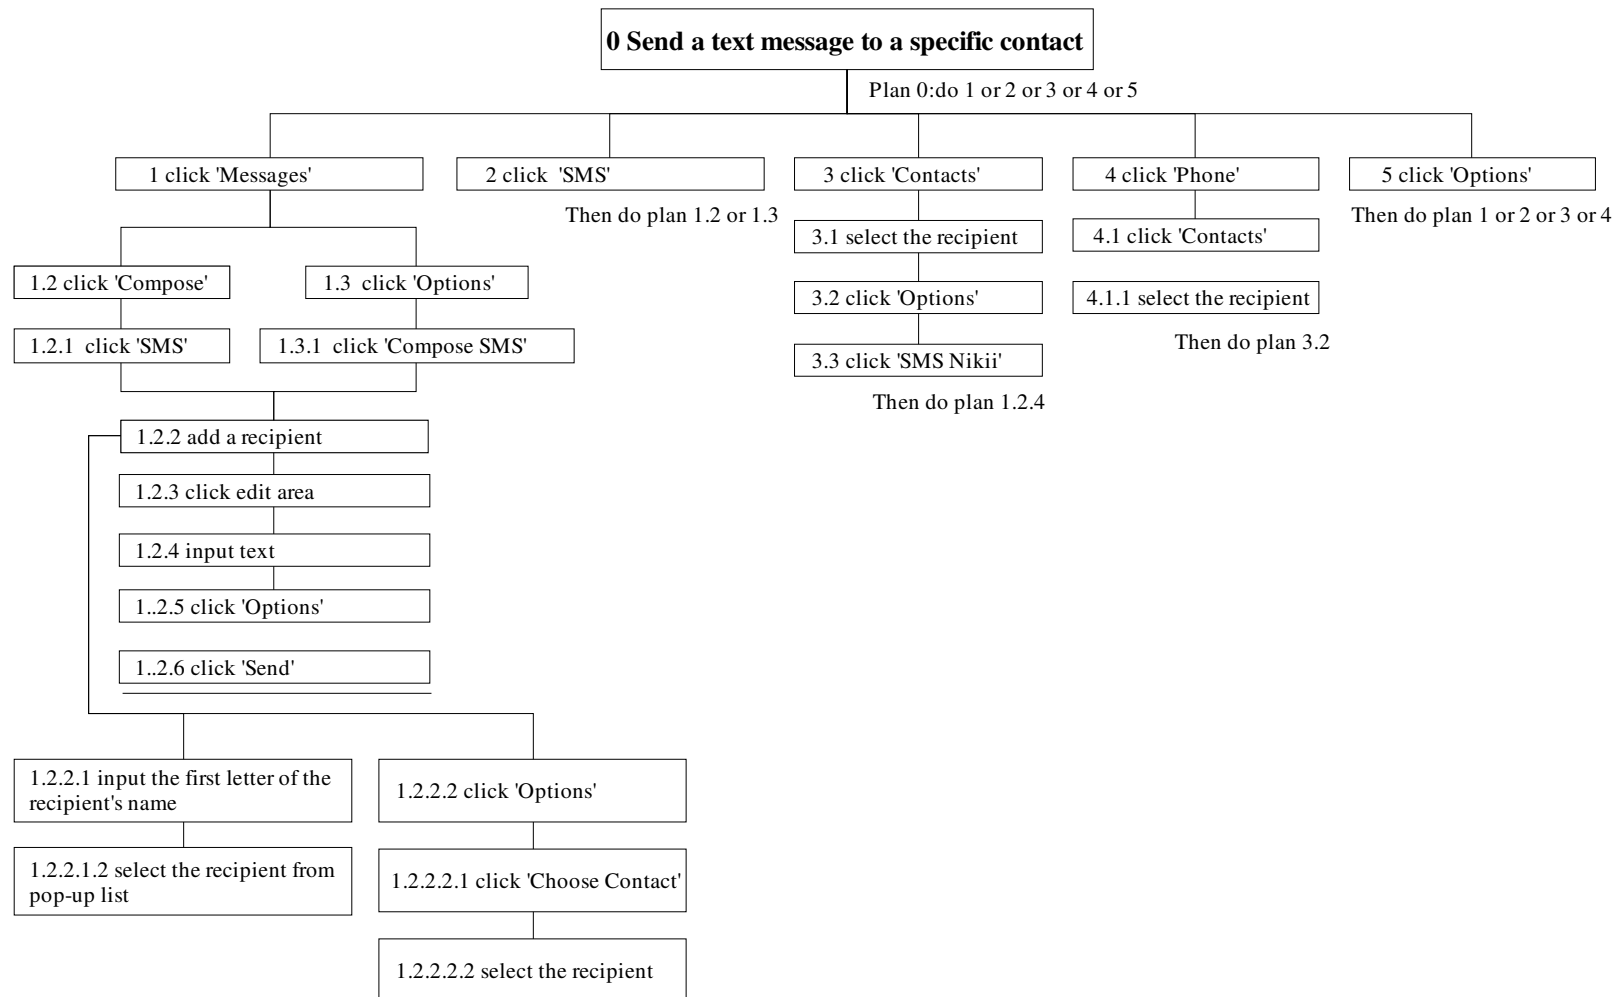 0 Send a text message to a specific contact
Plan 0:do 1 or 2 or 3 or 4 or 5
1 click 'Messages'
2 click 'SMS'
3 click 'Contacts'
4 click 'Phone'
5 click 'Options'
Then do plan 1.2 or 1.3
Then do plan 1 or 2 or 3 or 4
3.1 select the recipient
4.1 click 'Contacts'
1.2 click 'Compose'
1.3 click 'Options'
3.2 click 'Options'
4.1.1 select the recipient
1.2.1 click 'SMS'
1.3.1 click 'Compose SMS'
Then do plan 3.2
3.3 click 'SMS Nikii'
Then do plan 1.2.4
1.2.2 add a recipient
1.2.3 click edit area
1.2.4 input text
1..2.5 click 'Options'
1..2.6 click 'Send'
1.2.2.1 input the first letter of the
recipient's name
1.2.2.2 click 'Options'
1.2.2.1.2 select the recipient from
pop-up list
1.2.2.2.1 click 'Choose Contact'
1.2.2.2.2 select the recipient